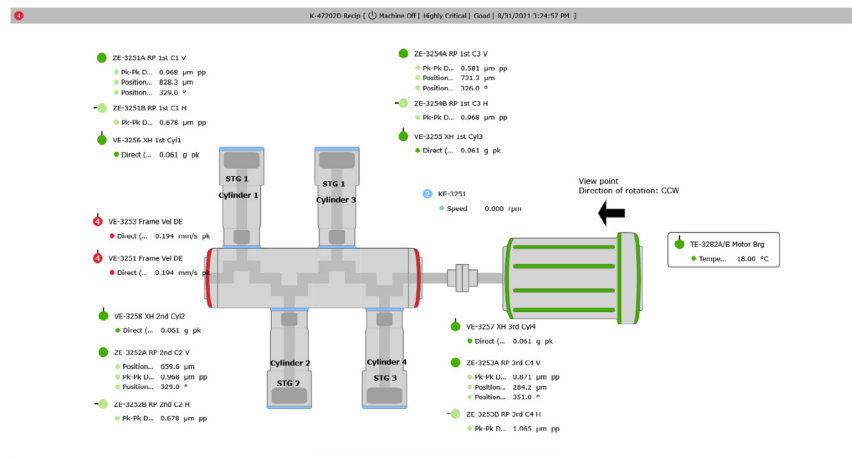 4
K-47202D Recip [ Machine Off | Highly Critical | Good | 8/31/2021 3:24:57 PM ]
ZE-3251A RP 1st C1 V
Pk-Pk D... 0.968 µm pp
Position... 828.3 µm
Position... 329.0 °
ZE-3251B RP 1st C1 H
Pk-Pk D... 0.678 µm pp
VE-3256 XH 1st Cyl1
Direct (... 0.061 g pk
ZE-3254A RP 1st C3 V
Pk-Pk D... 0.581 µm pp
Position... 731.3 µm
Position... 326.0 °
ZE-3254B RP 1st C3 H
Pk-Pk D... 0.968 µm pp
VE-3255 XH 1st Cyl3
Direct (... 0.061 g pk
STG 1
Cylinder 1
STG 1
Cylinder 3
2 KE-3251
Speed 0.000 rpm
View point
Direction of rotation: CCW
4 VE-3253 Frame Vel DE
Direct (... 0.194 mm/s pk
4 VE-3251 Frame Vel DE
Direct (... 0.194 mm/s pk
TE-3282A/B Motor Brg
Tempe... 18.00 °C
VE-3258 XH 2nd Cyl2
Direct (... 0.061 g pk
ZE-3252A RP 2nd C2 V
Position... 659.6 µm
Pk-Pk D... 0.968 µm pp
Position... 329.0 °
ZE-3252B RP 2nd C2 H
Pk-Pk D... 0.678 µm pp
Cylinder 2
STG 2
Cylinder 4
STG 3
VE-3257 XH 3rd Cyl4
Direct (... 0.061 g pk
ZE-3253A RP 3rd C4 V
Pk-Pk D... 0.871 µm pp
Position... 284.2 µm
Position... 351.0 °
ZE-3253B RP 3rd C4 H
Pk-Pk D... 1.065 µm pp